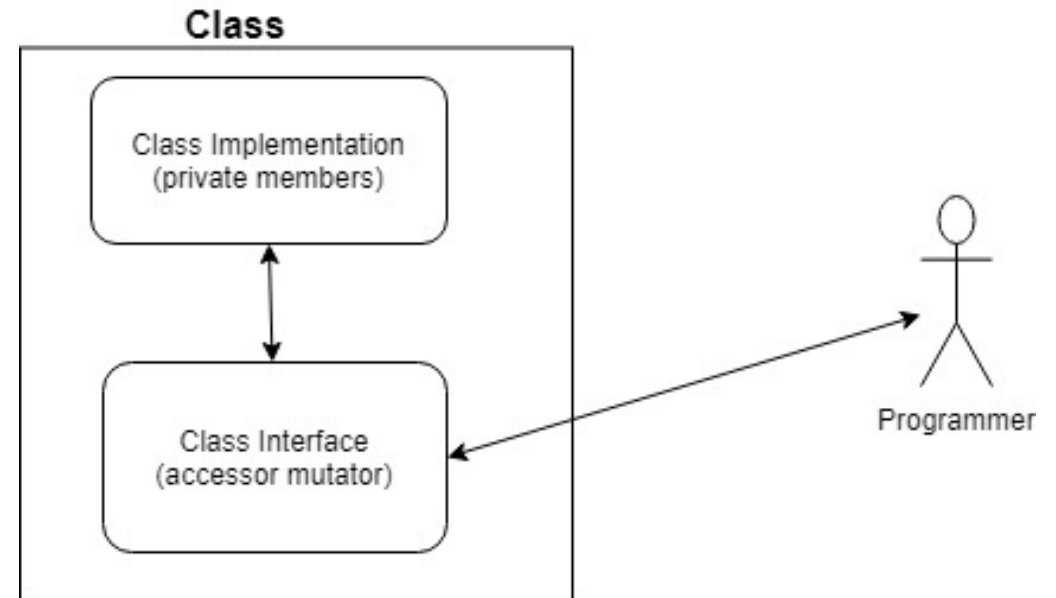 Class
Class Implementation
(private members)
Class Interface
(accessor mutator)
Programmer